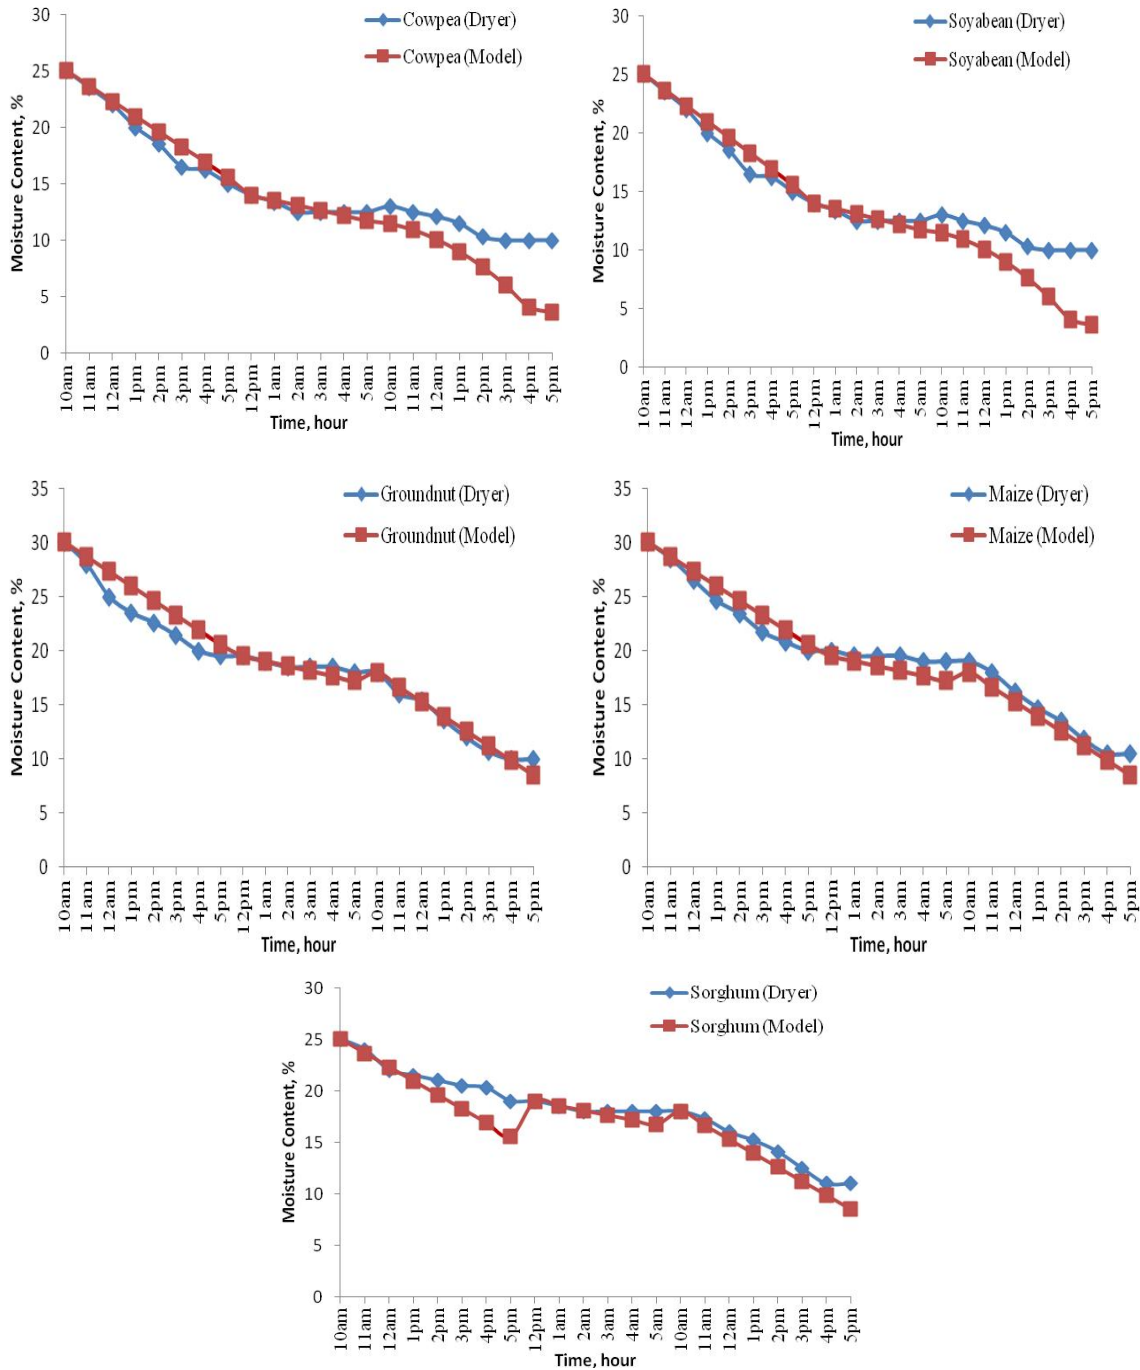 Cowpea (Dryer)
Cowpea (Model)
30
25
20
15
10
5
0
Moisture Content, %
10am 11am 12am 1pm 2pm 3pm 4pm 5pm 12pm 1am 2am 3am 4am 5am 10am 11am 12am 1pm 2pm 3pm 4pm 5pm
Time, hour
Soyabean (Dryer)
Soyabean (Model)
30
25
20
15
10
5
0
Moisture Content, %
10am 11am 12am 1pm 2pm 3pm 4pm 5pm 12pm 1am 2am 3am 4am 5am 10am 11am 12am 1pm 2pm 3pm 4pm 5pm
Time, hour
Groundnut (Dryer)
Groundnut (Model)
35
30
25
20
15
10
5
0
Moisture Content, %
10am 11am 12am 1pm 2pm 3pm 4pm 5pm 12pm 1am 2am 3am 4am 5am 10am 11am 12am 1pm 2pm 3pm 4pm 5pm
Time, hour
Maize (Dryer)
Maize (Model)
35
30
25
20
15
10
5
0
Moisture Content, %
10am 11am 12am 1pm 2pm 3pm 4pm 5pm 12pm 1am 2am 3am 4am 5am 10am 11am 12am 1pm 2pm 3pm 4pm 5pm
Time, hour
Sorghum (Dryer)
Sorghum (Model)
30
25
20
15
10
5
0
Moisture Content, %
10am 11am 12am 1pm 2pm 3pm 4pm 5pm 12pm 1am 2am 3am 4am 5am 10am 11am 12am 1pm 2pm 3pm 4pm 5pm
Time, hour